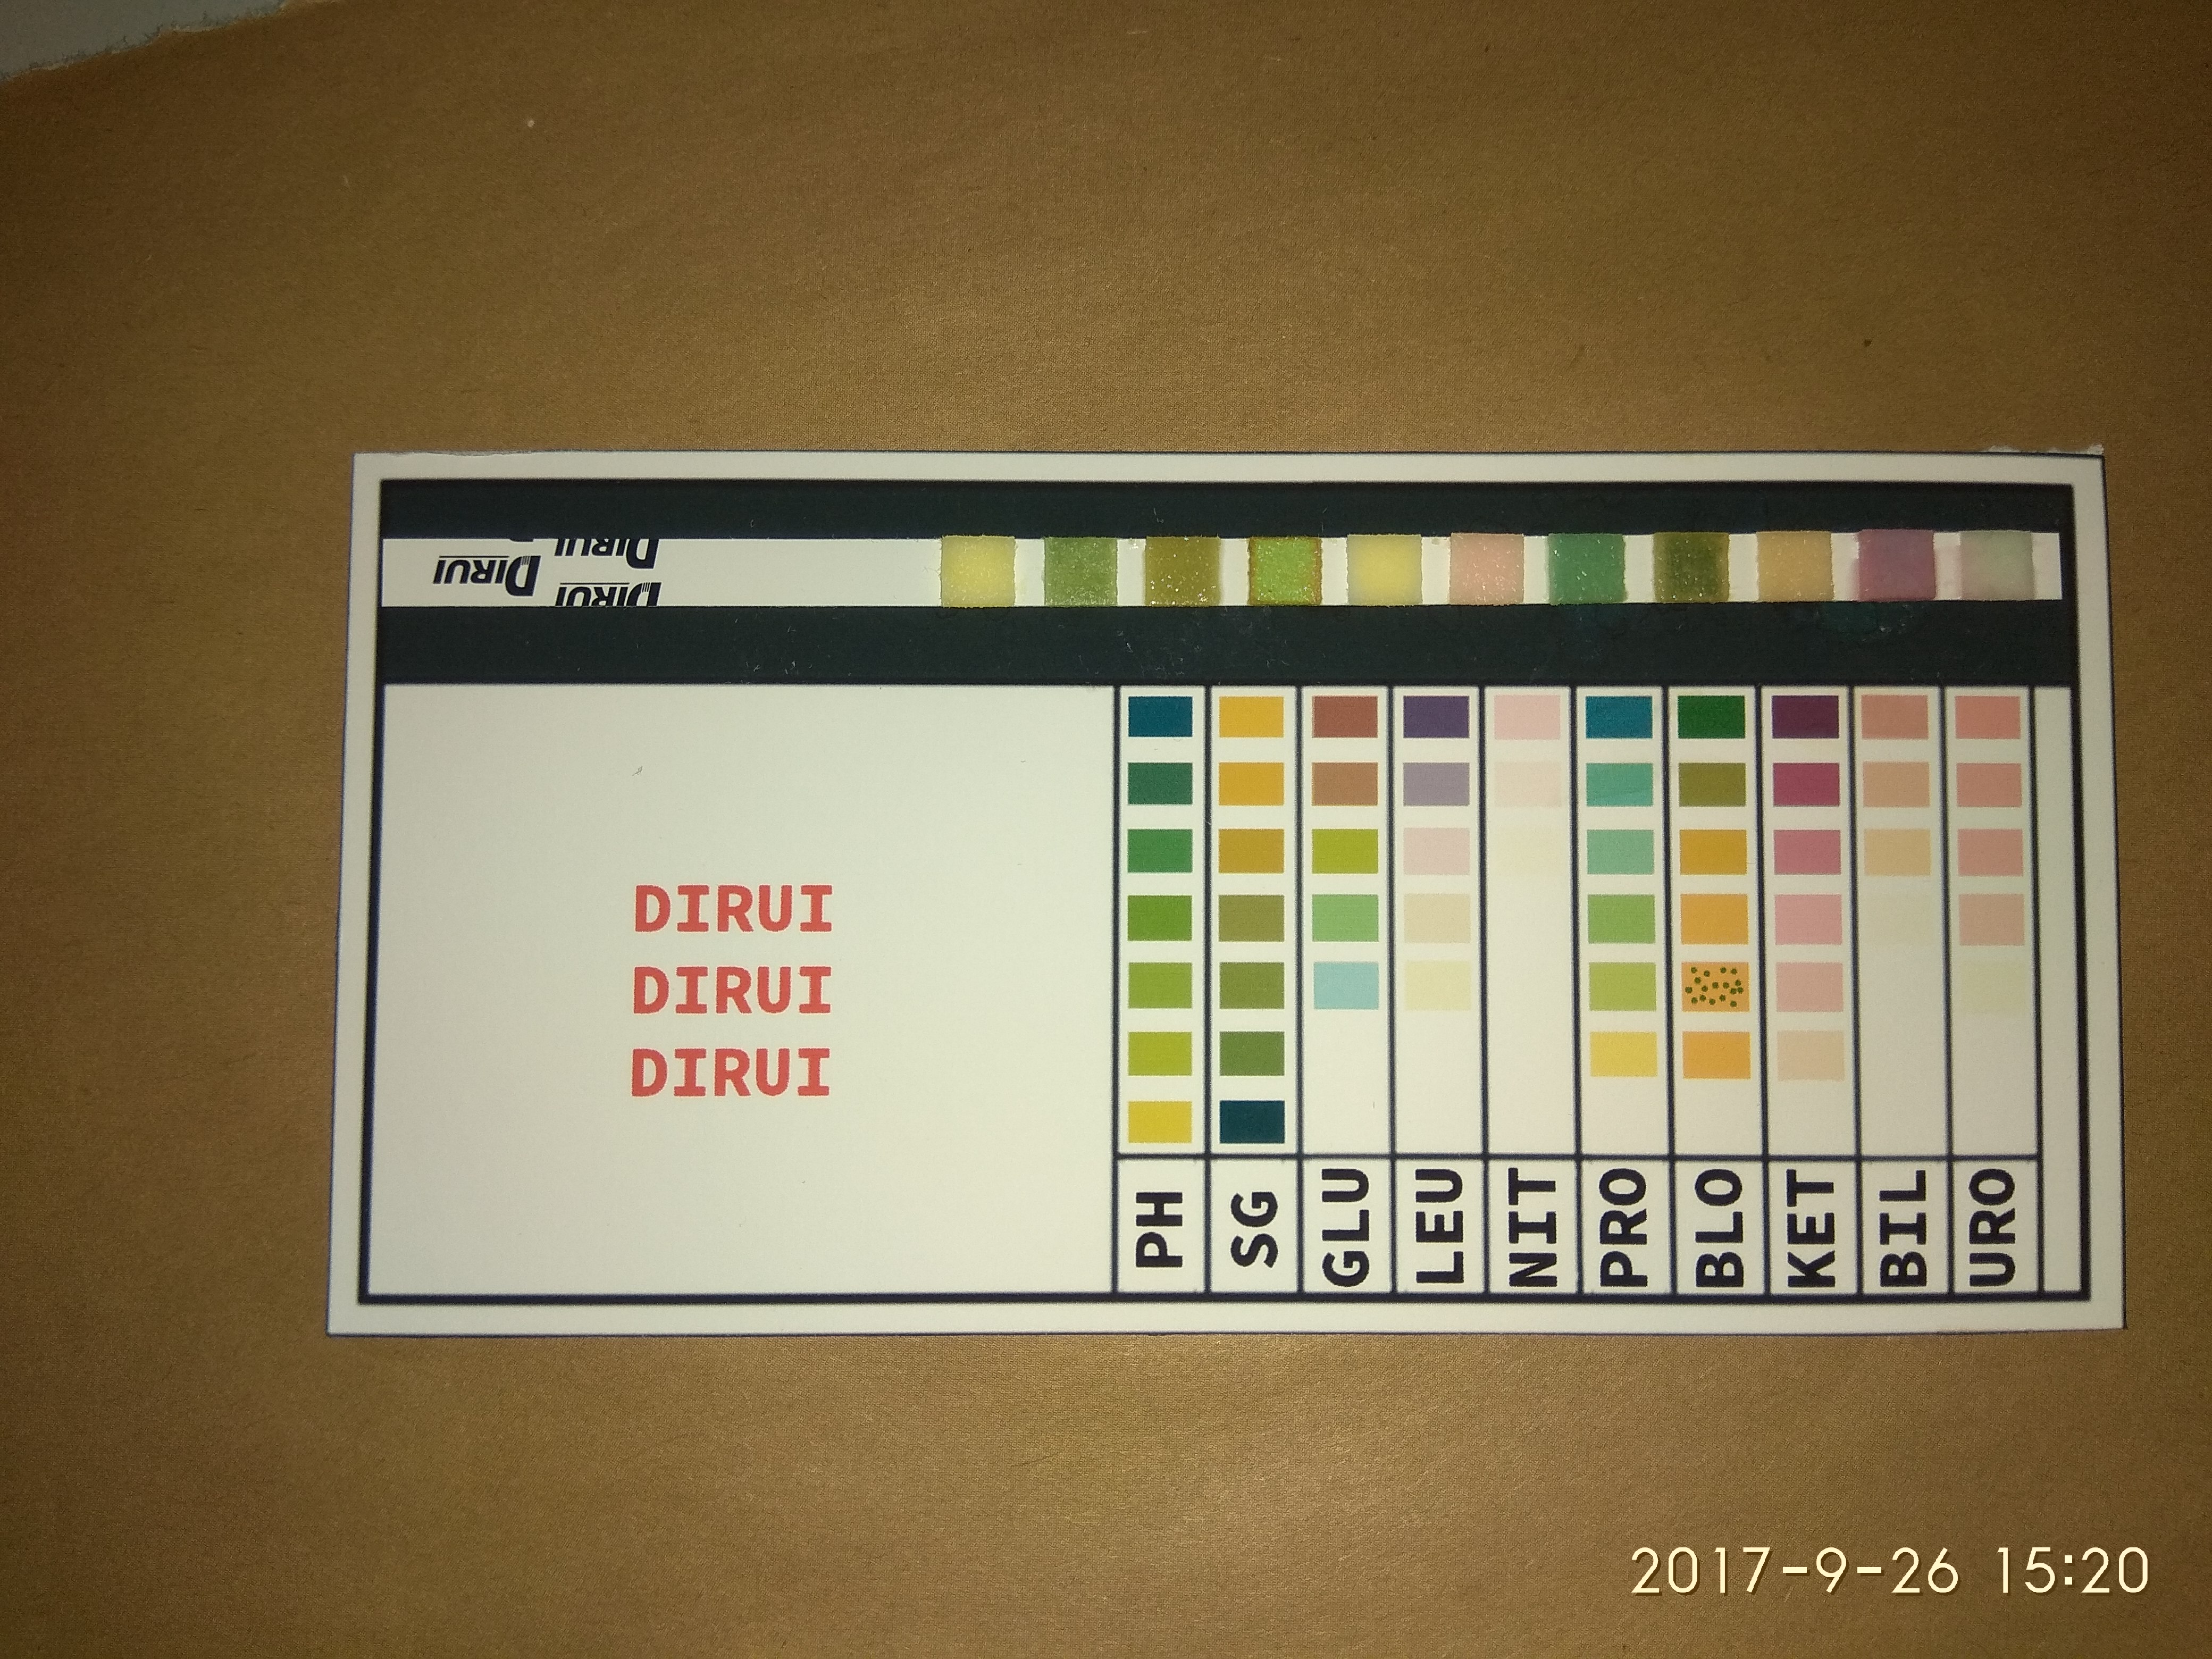 DIRUI
DIRUI
DIRUI
DIRUI
DIRUI
DIRUI
PH
SG
GLU
LEU
NIT
PRO
BLO
KET
BIL
URO
2017-9-26 15:20